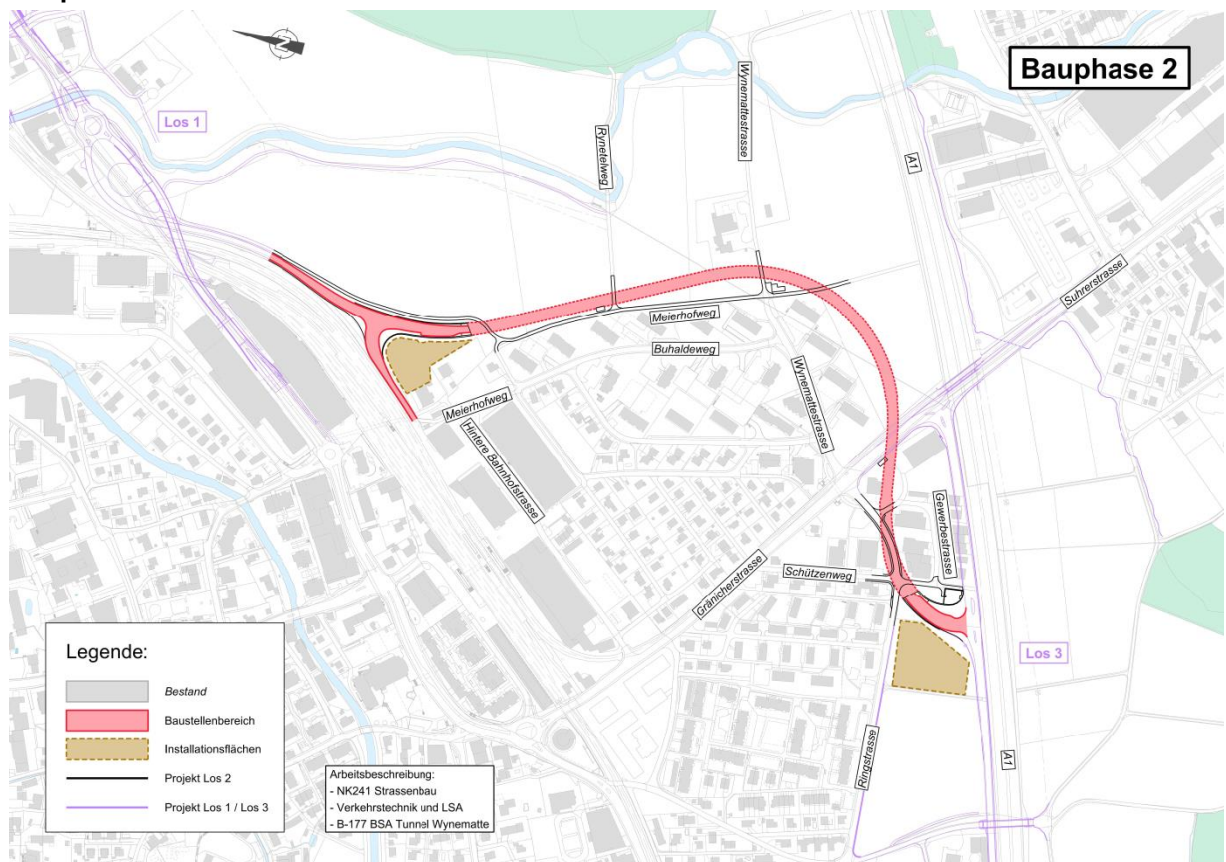 N
Bauphase 2
Los 1
Rynetelweg
Wynemattestrasse
A1
Suhrerstrasse
Meierhofweg
Buhaldeweg
Wynemattestrasse
Meierhofweg
Hintere Bahnhofstrasse
Gewerbestrasse
Schützenweg
Gränicherstrasse
Los 3
Ringstrasse
A1
Legende:
Bestand
Baustellenbereich
Installationsflächen
Projekt Los 2
Projekt Los 1 / Los 3
Arbeitsbeschreibung:
- NK241 Strassenbau
- Verkehrstechnik und LSA
- B-177 BSA Tunnel Wynematte